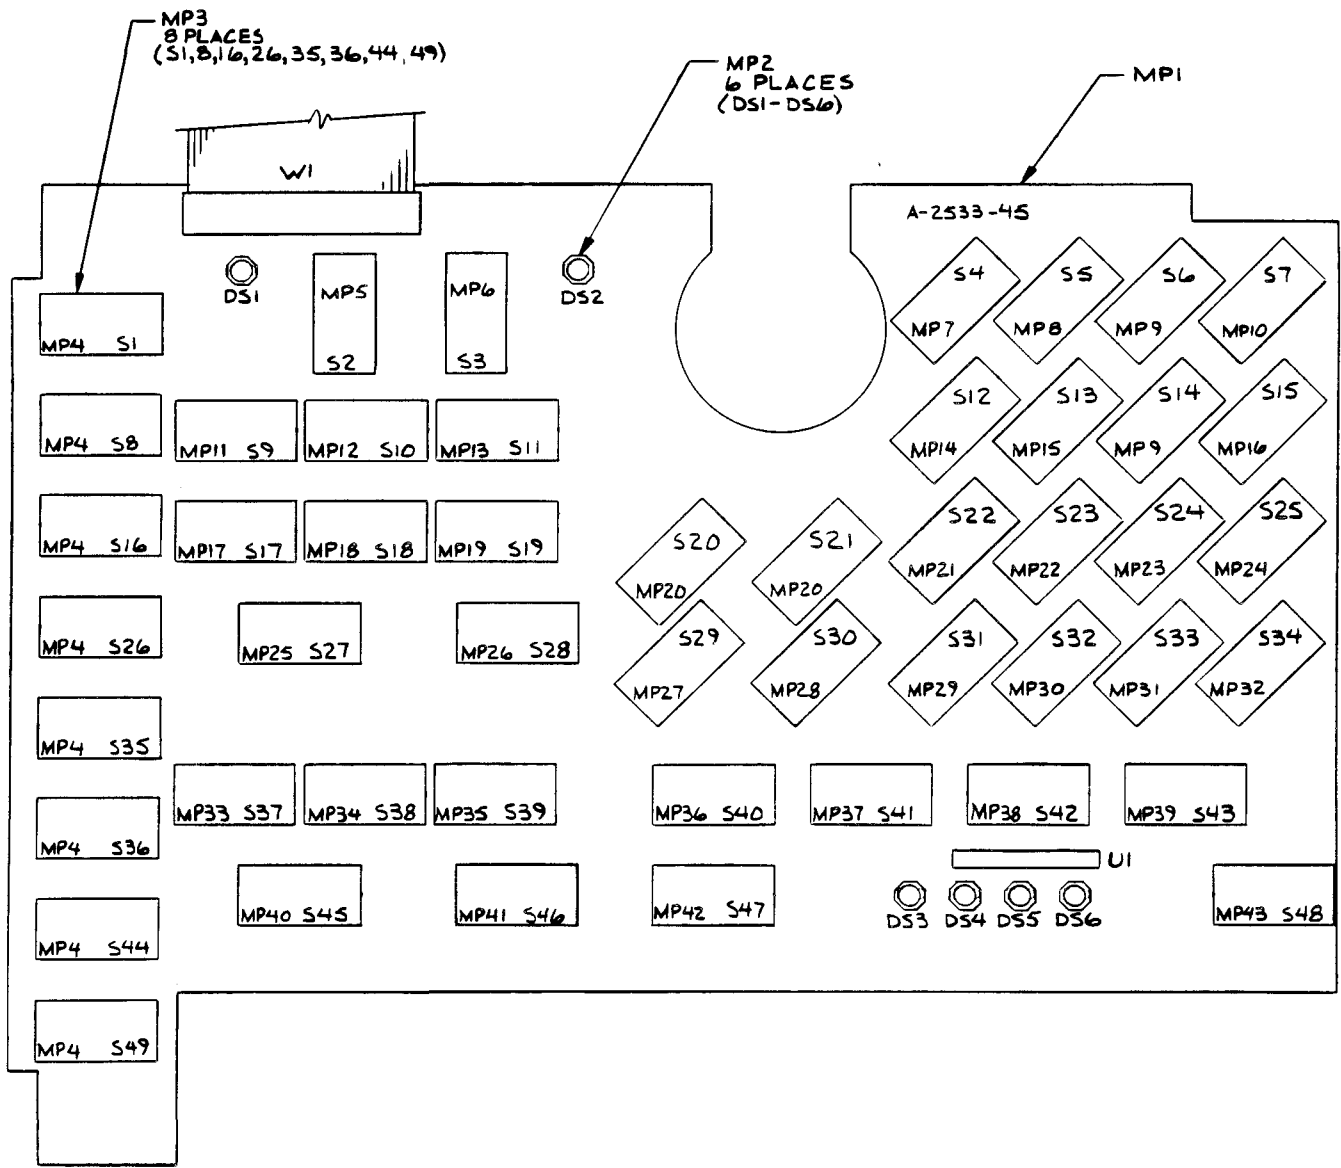 MP3
8 PLACES
(S1,8,16,26,35,36,44,49)
MP2
6 PLACES
(DS1-DS6)
MP1
W1
A-2533-45
DS1
MP5
S2
MP6
S3
DS2
S4
MP7
S5
MP8
S6
MP9
S7
MP10
MP4 S1
S12
MP14
S13
MP15
S14
MP9
S15
MP16
MP4 S8
MP11 S9
MP12 S10
MP13 S11
MP4 S16
MP17 S17
MP18 S18
MP19 S19
S20
MP20
S21
MP20
S22
MP21
S23
MP22
S24
MP23
S25
MP24
MP4 S26
MP25 S27
MP26 S28
S29
MP27
S30
MP28
S31
MP29
S32
MP30
S33
MP31
S34
MP32
MP4 S35
MP4 S36
MP33 S37
MP34 S38
MP35 S39
MP36 S40
MP37 S41
MP38 S42
MP39 S43
U1
MP4 S44
MP40 S45
MP41 S46
MP42 S47
DS3 DS4 DS5 DS6
MP43 S48
MP4 S49